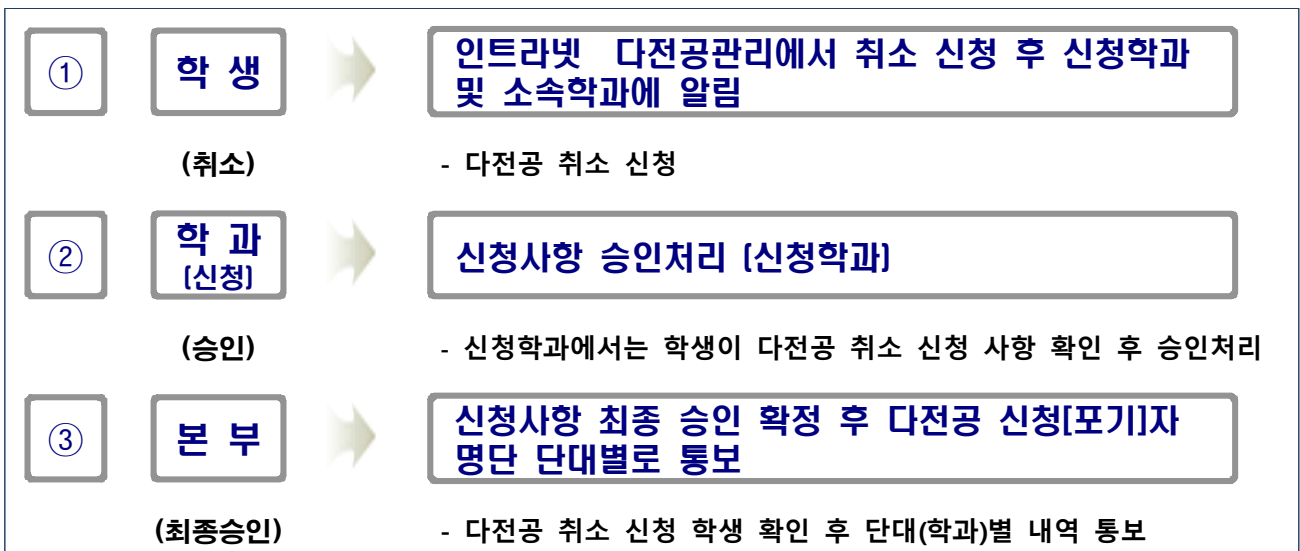 ① 학 생 인트라넷 다전공관리에서 취소 신청 후 신청학과
및 소속학과에 알림
(취소) - 다전공 취소 신청
② 학 과
(신청) 신청사항 승인처리 (신청학과)
(승인) - 신청학과에서는 학생이 다전공 취소 신청 사항 확인 후 승인처리
③ 본 부 신청사항 최종 승인 확정 후 다전공 신청[포기]자
명단 단대별로 통보
(최종승인) - 다전공 취소 신청 학생 확인 후 단대(학과)별 내역 통보